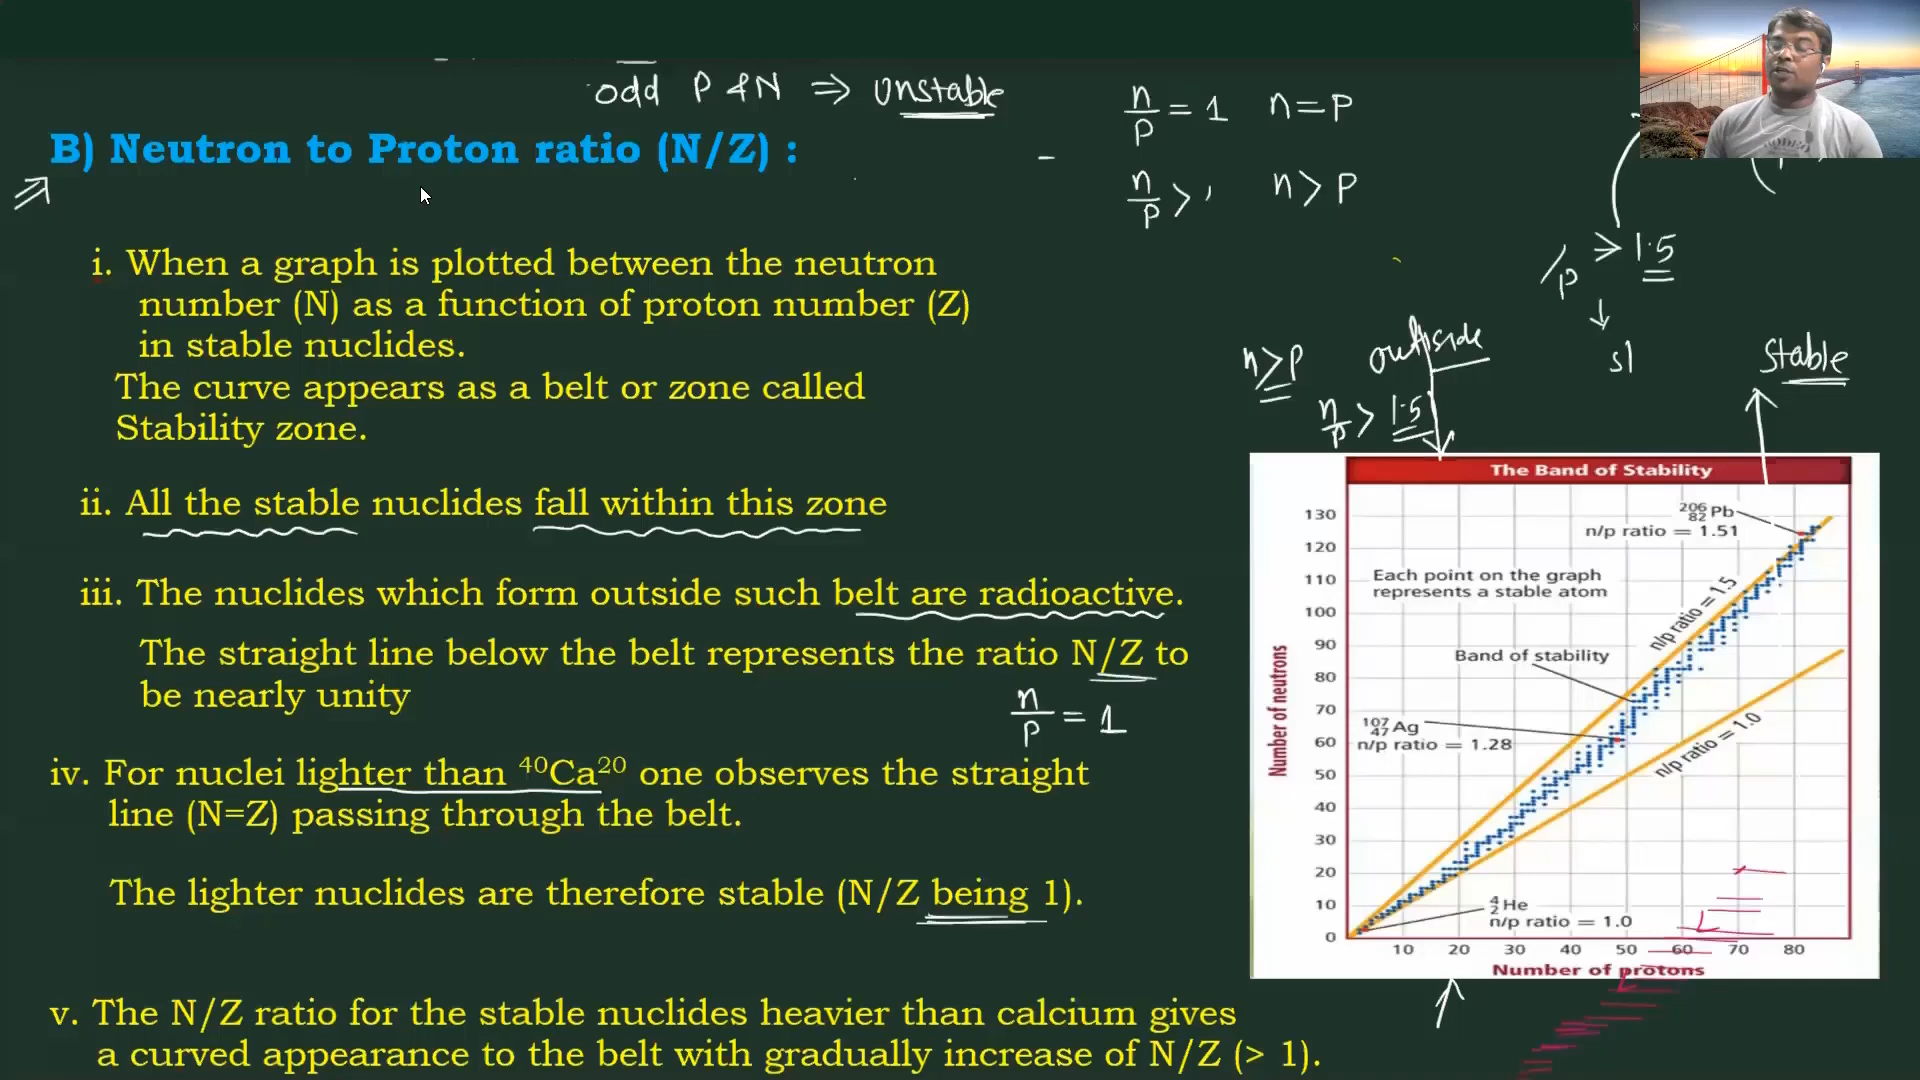 odd P & N ⇒ unstable
B) Neutron to Proton ratio (N/Z) :
n/p = 1 n = P
n/p > 1 n > P
/p > 1.5
i. When a graph is plotted between the neutron
number (N) as a function of proton number (Z)
in stable nuclides.
The curve appears as a belt or zone called
Stability zone.
n > P
outside
n/p > 1.5
sl
Stable
ii. All the stable nuclides fall within this zone
iii. The nuclides which form outside such belt are radioactive.
The straight line below the belt represents the ratio N/Z to
be nearly unity
n/p = 1
iv. For nuclei lighter than ⁴⁰Ca²⁰ one observes the straight
line (N=Z) passing through the belt.
The lighter nuclides are therefore stable (N/Z being 1).
v. The N/Z ratio for the stable nuclides heavier than calcium gives
a curved appearance to the belt with gradually increase of N/Z (> 1).
The Band of Stability
²⁰⁶₈₂Pb
n/p ratio = 1.51
Each point on the graph
represents a stable atom
n/p ratio = 1.5
Band of stability
¹⁰⁷₄₇Ag
n/p ratio = 1.28
n/p ratio = 1.0
⁴₂He
n/p ratio = 1.0
Number of neutrons
130
120
110
100
90
80
70
60
50
40
30
20
10
0
10 20 30 40 50 60 70 80
Number of protons